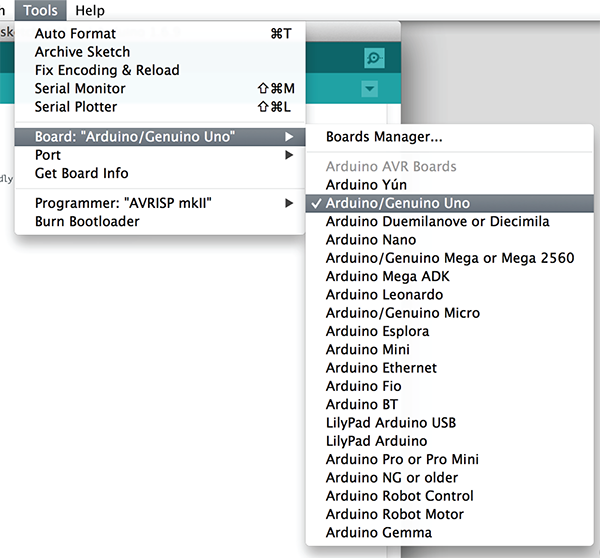 Tools Help
Auto Format ⌘T
Archive Sketch
Fix Encoding & Reload
Serial Monitor ⇧⌘M
Serial Plotter ⇧⌘L
Board: "Arduino/Genuino Uno"
Port
Get Board Info
Programmer: "AVRISP mkII"
Burn Bootloader
Boards Manager...
Arduino AVR Boards
Arduino Yún
✓ Arduino/Genuino Uno
Arduino Duemilanove or Diecimila
Arduino Nano
Arduino/Genuino Mega or Mega 2560
Arduino Mega ADK
Arduino Leonardo
Arduino/Genuino Micro
Arduino Esplora
Arduino Mini
Arduino Ethernet
Arduino Fio
Arduino BT
LilyPad Arduino USB
LilyPad Arduino
Arduino Pro or Pro Mini
Arduino NG or older
Arduino Robot Control
Arduino Robot Motor
Arduino Gemma